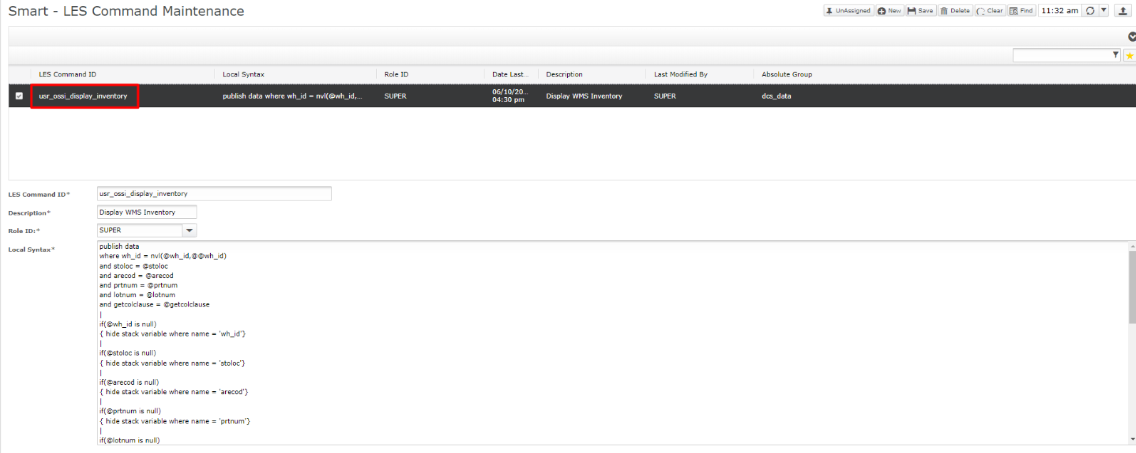 Smart - LES Command Maintenance
UnAssigned New Save Delete Clear Find 11:32 am
LES Command ID Local Syntax Role ID Date Last.. Description Last Modified By Absolute Group
usr_ossi_display_inventory publish data where wh_id = nvl(@wh_id,... SUPER 06/10/20... 04:30 pm Display WMS Inventory SUPER dcs_data
LES Command ID* usr_ossi_display_inventory
Description* Display WMS Inventory
Role ID:* SUPER
Local Syntax* publish data
where wh_id = nvl(@wh_id,@@wh_id)
and stoloc = @stoloc
and arecod = @arecod
and prtnum = @prtnum
and lotnum = @lotnum
and getcolclause = @getcolclause
|
if(@wh_id is null)
{ hide stack variable where name = 'wh_id'}
|
if(@stoloc is null)
{ hide stack variable where name = 'stoloc'}
|
if(@arecod is null)
{ hide stack variable where name = 'arecod'}
|
if(@prtnum is null)
{ hide stack variable where name = 'prtnum'}
|
if(@lotnum is null)